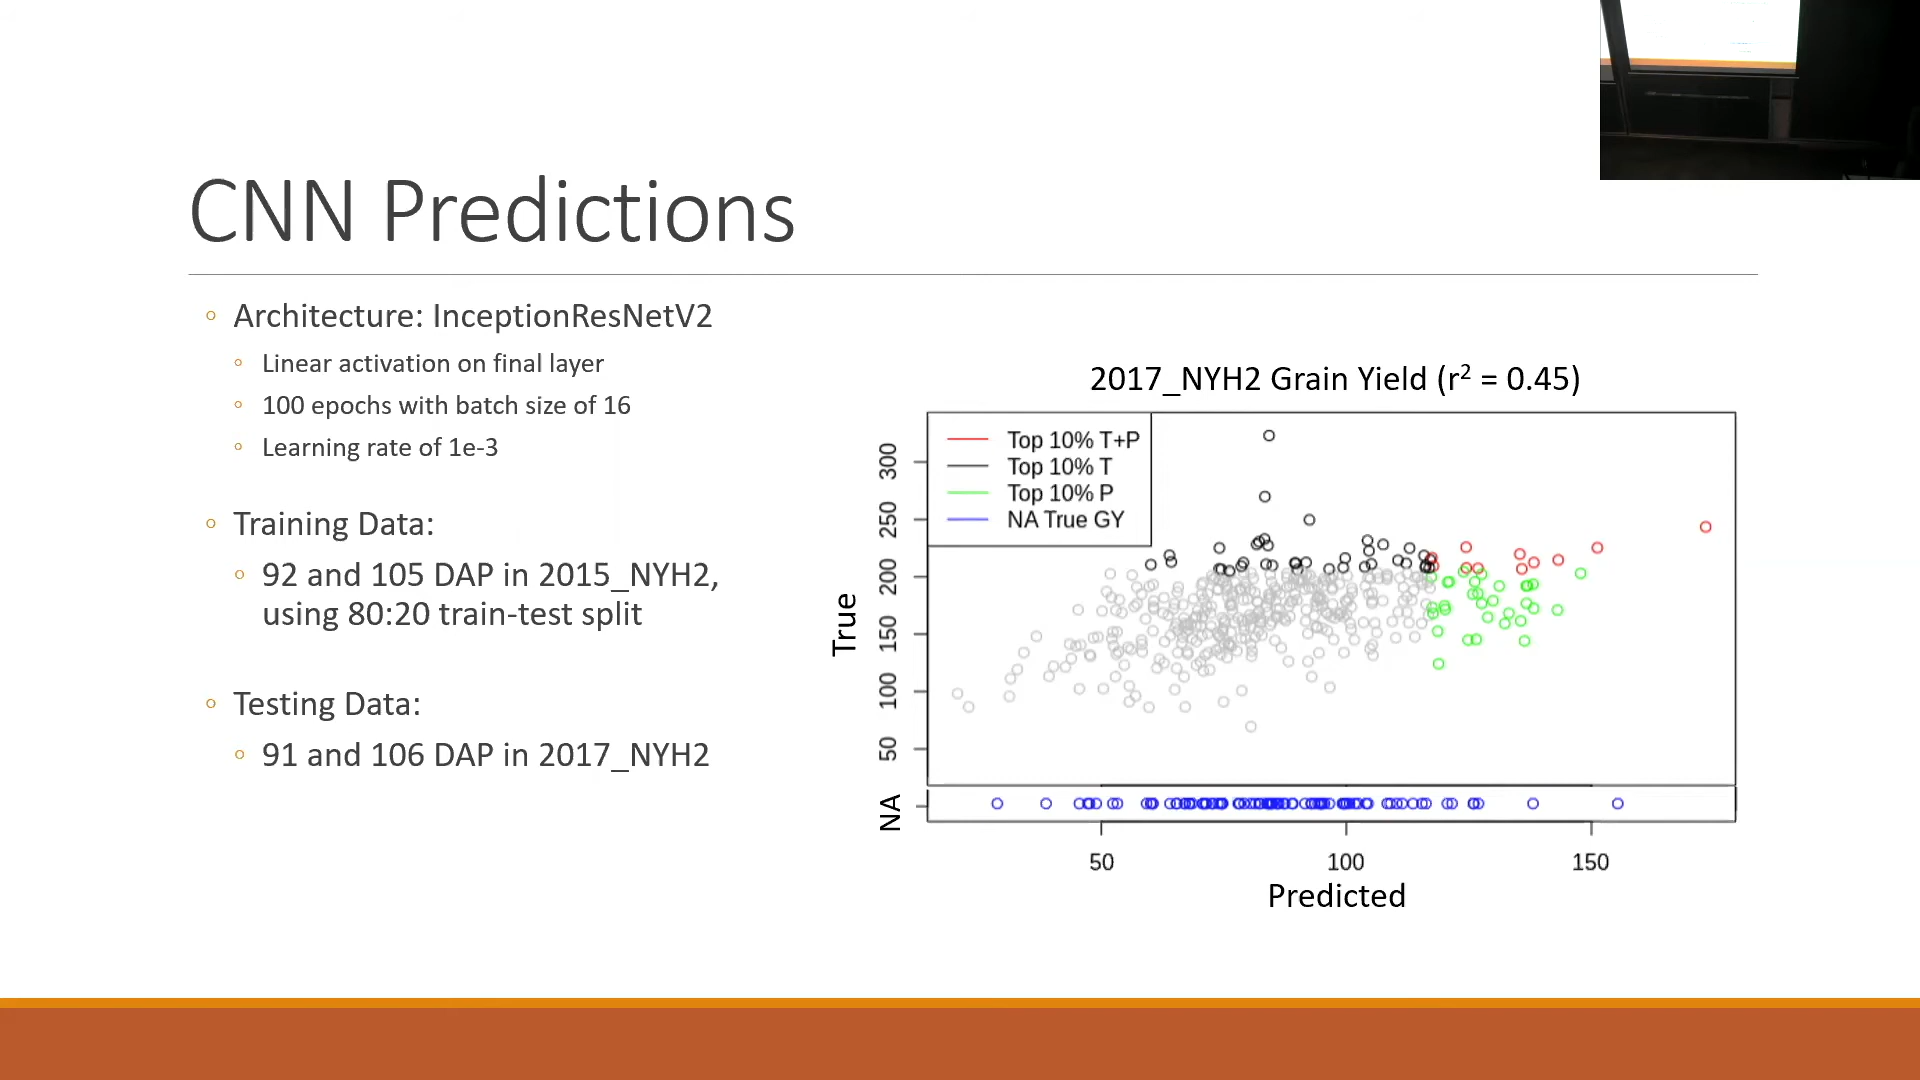 CNN Predictions
◦ Architecture: InceptionResNetV2
◦ Linear activation on final layer
◦ 100 epochs with batch size of 16
◦ Learning rate of 1e-3
◦ Training Data:
◦ 92 and 105 DAP in 2015_NYH2,
using 80:20 train-test split
◦ Testing Data:
◦ 91 and 106 DAP in 2017_NYH2
2017_NYH2 Grain Yield (r² = 0.45)
Top 10% T+P
Top 10% T
Top 10% P
NA True GY
True
300
250
200
150
100
50
NA
50 100 150
Predicted